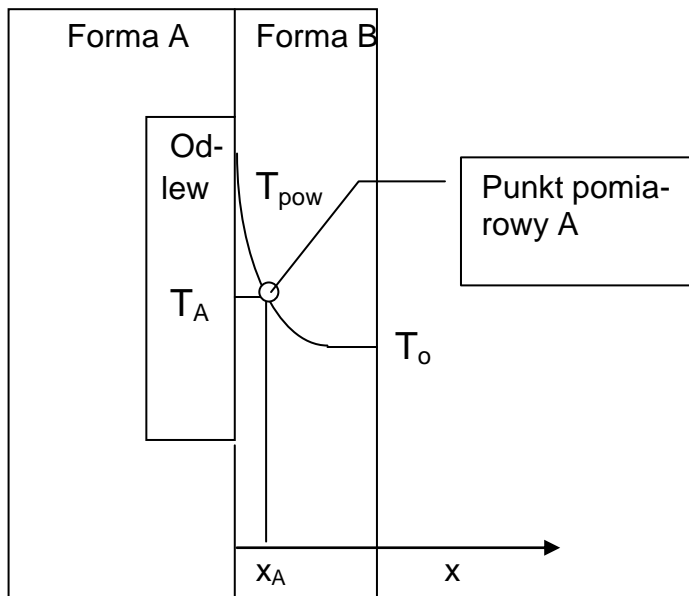 Forma A
Forma B
Od-
lew
T_pow
Punkt pomia-
rowy A
T_A
T_o
x_A
x